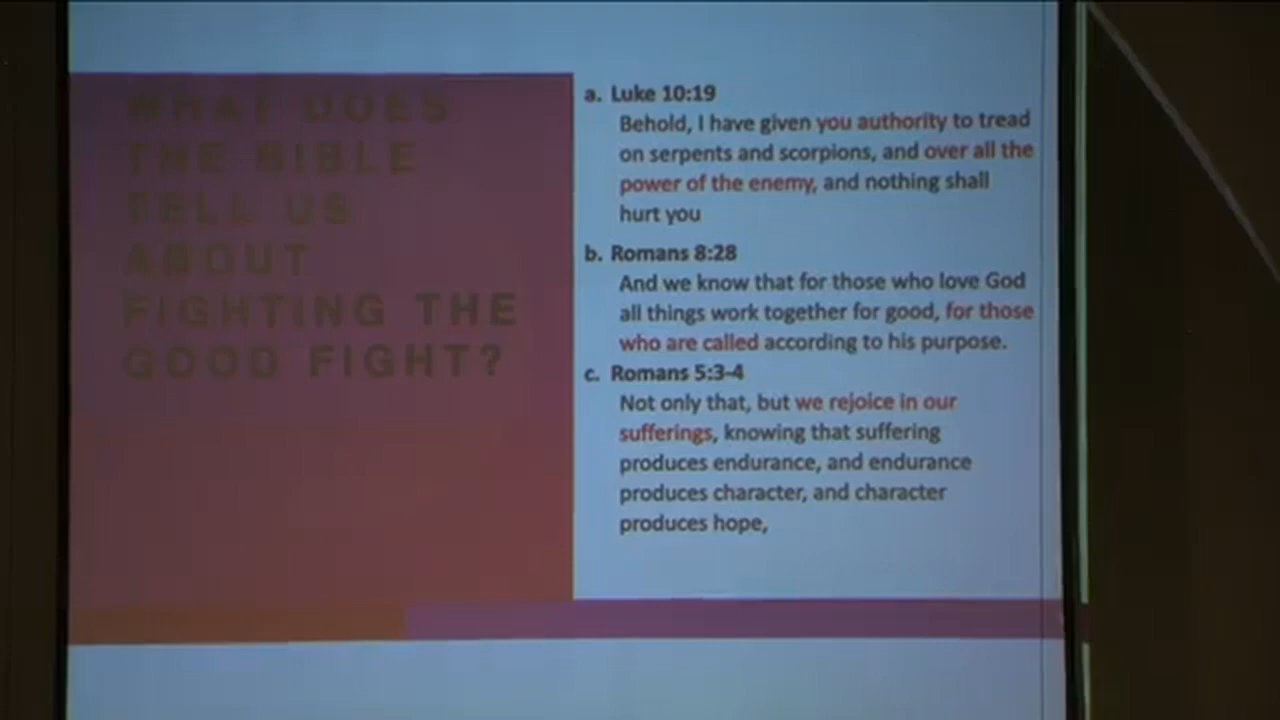 WHAT DOES
THE BIBLE
TELL US
ABOUT
FIGHTING THE
GOOD FIGHT?
a. Luke 10:19
Behold, I have given you authority to tread
on serpents and scorpions, and over all the
power of the enemy, and nothing shall
hurt you
b. Romans 8:28
And we know that for those who love God
all things work together for good, for those
who are called according to his purpose.
c. Romans 5:3-4
Not only that, but we rejoice in our
sufferings, knowing that suffering
produces endurance, and endurance
produces character, and character
produces hope,